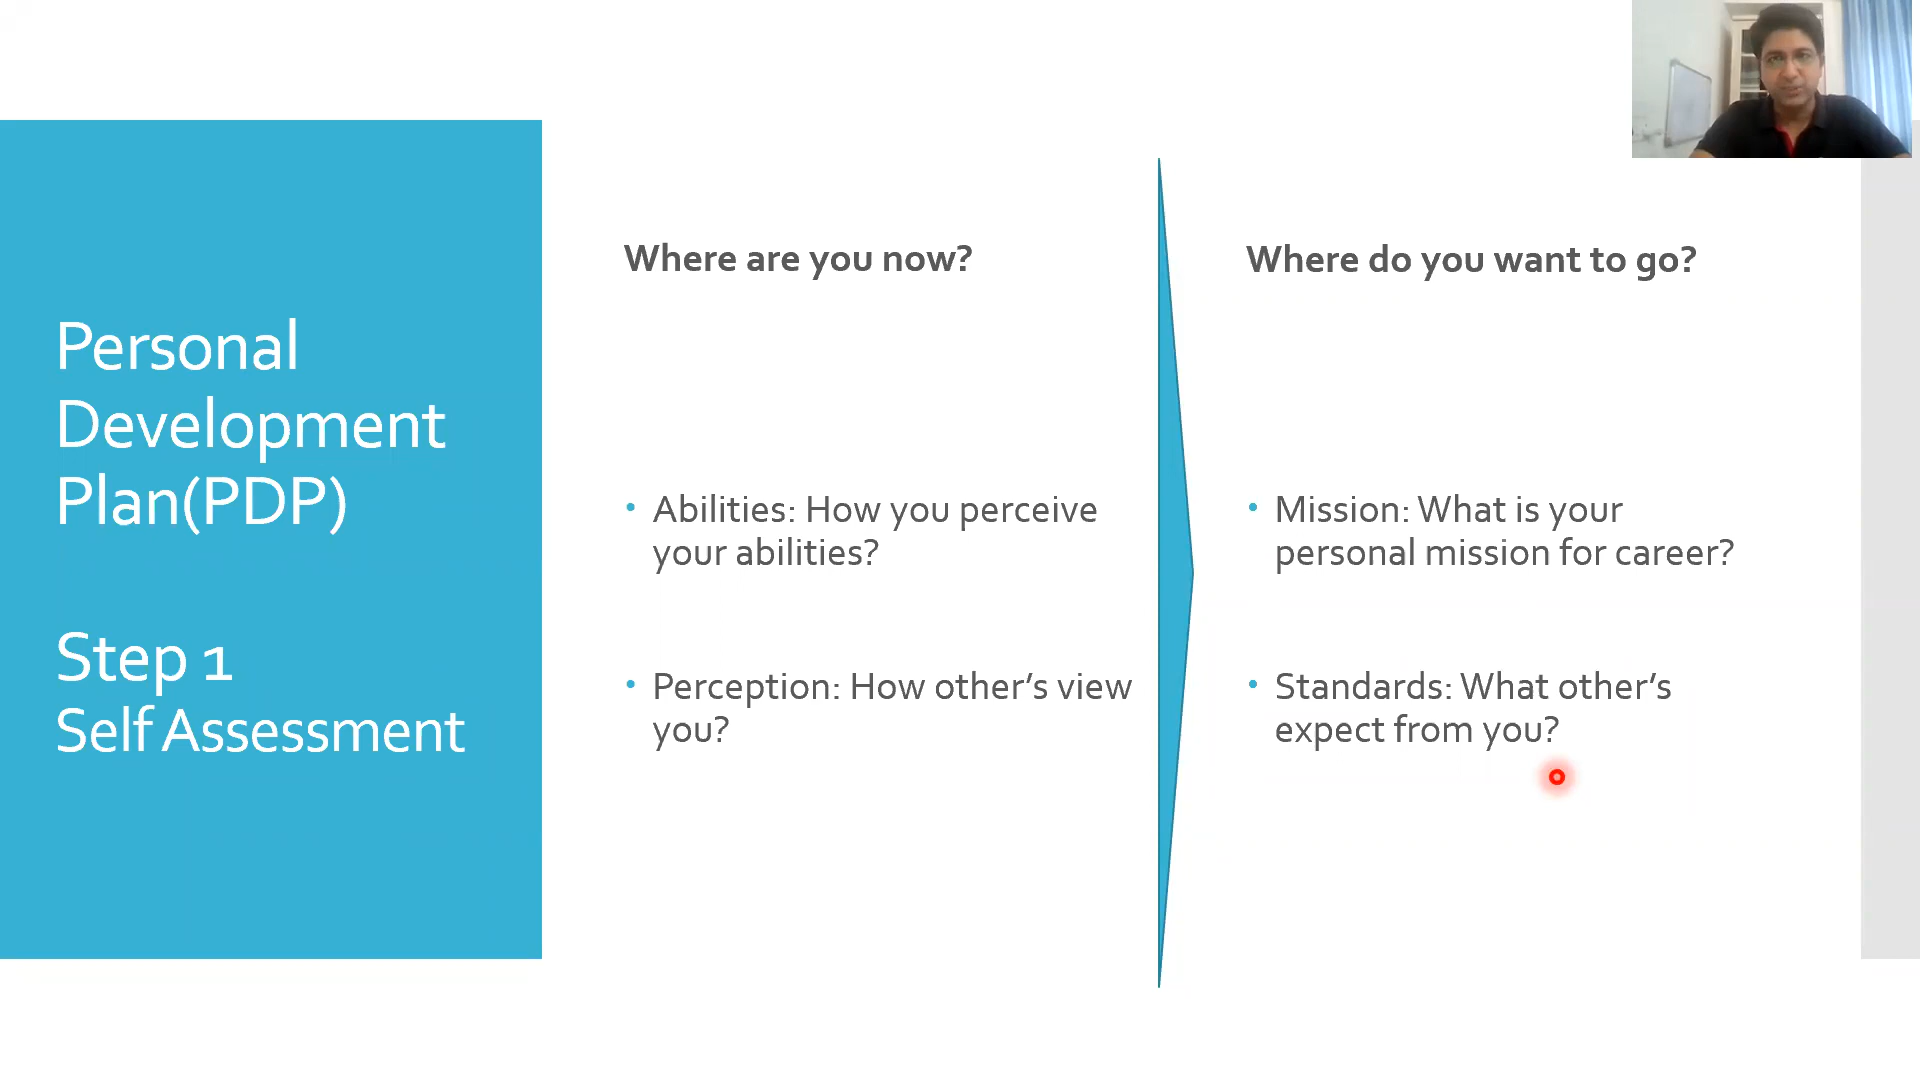 Personal
Development
Plan(PDP)
Step 1
Self Assessment
Where are you now?
• Abilities: How you perceive
your abilities?
• Perception: How other’s view
you?
Where do you want to go?
• Mission: What is your
personal mission for career?
• Standards: What other’s
expect from you?